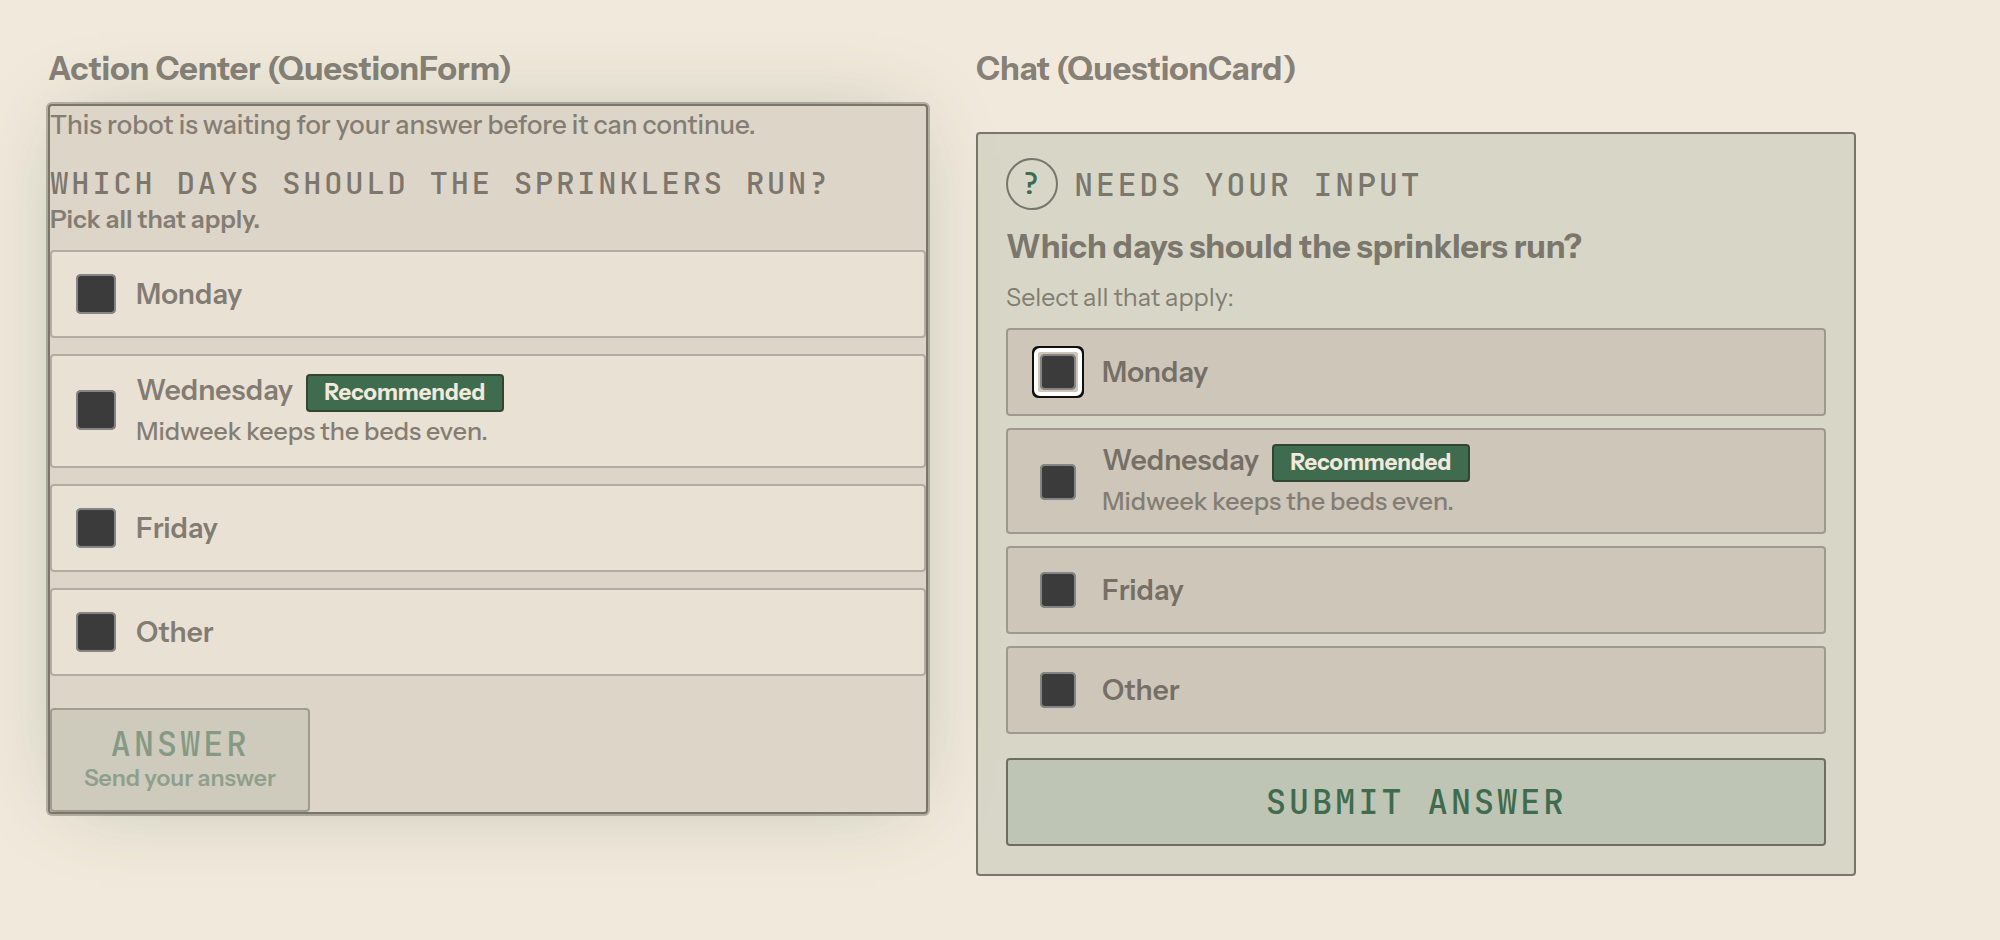 Action Center (QuestionForm)
This robot is waiting for your answer before it can continue.
WHICH DAYS SHOULD THE SPRINKLERS RUN?
Pick all that apply.
Monday
Wednesday Recommended
Midweek keeps the beds even.
Friday
Other
ANSWER
Send your answer
Chat (QuestionCard)
? NEEDS YOUR INPUT
Which days should the sprinklers run?
Select all that apply:
Monday
Wednesday Recommended
Midweek keeps the beds even.
Friday
Other
SUBMIT ANSWER